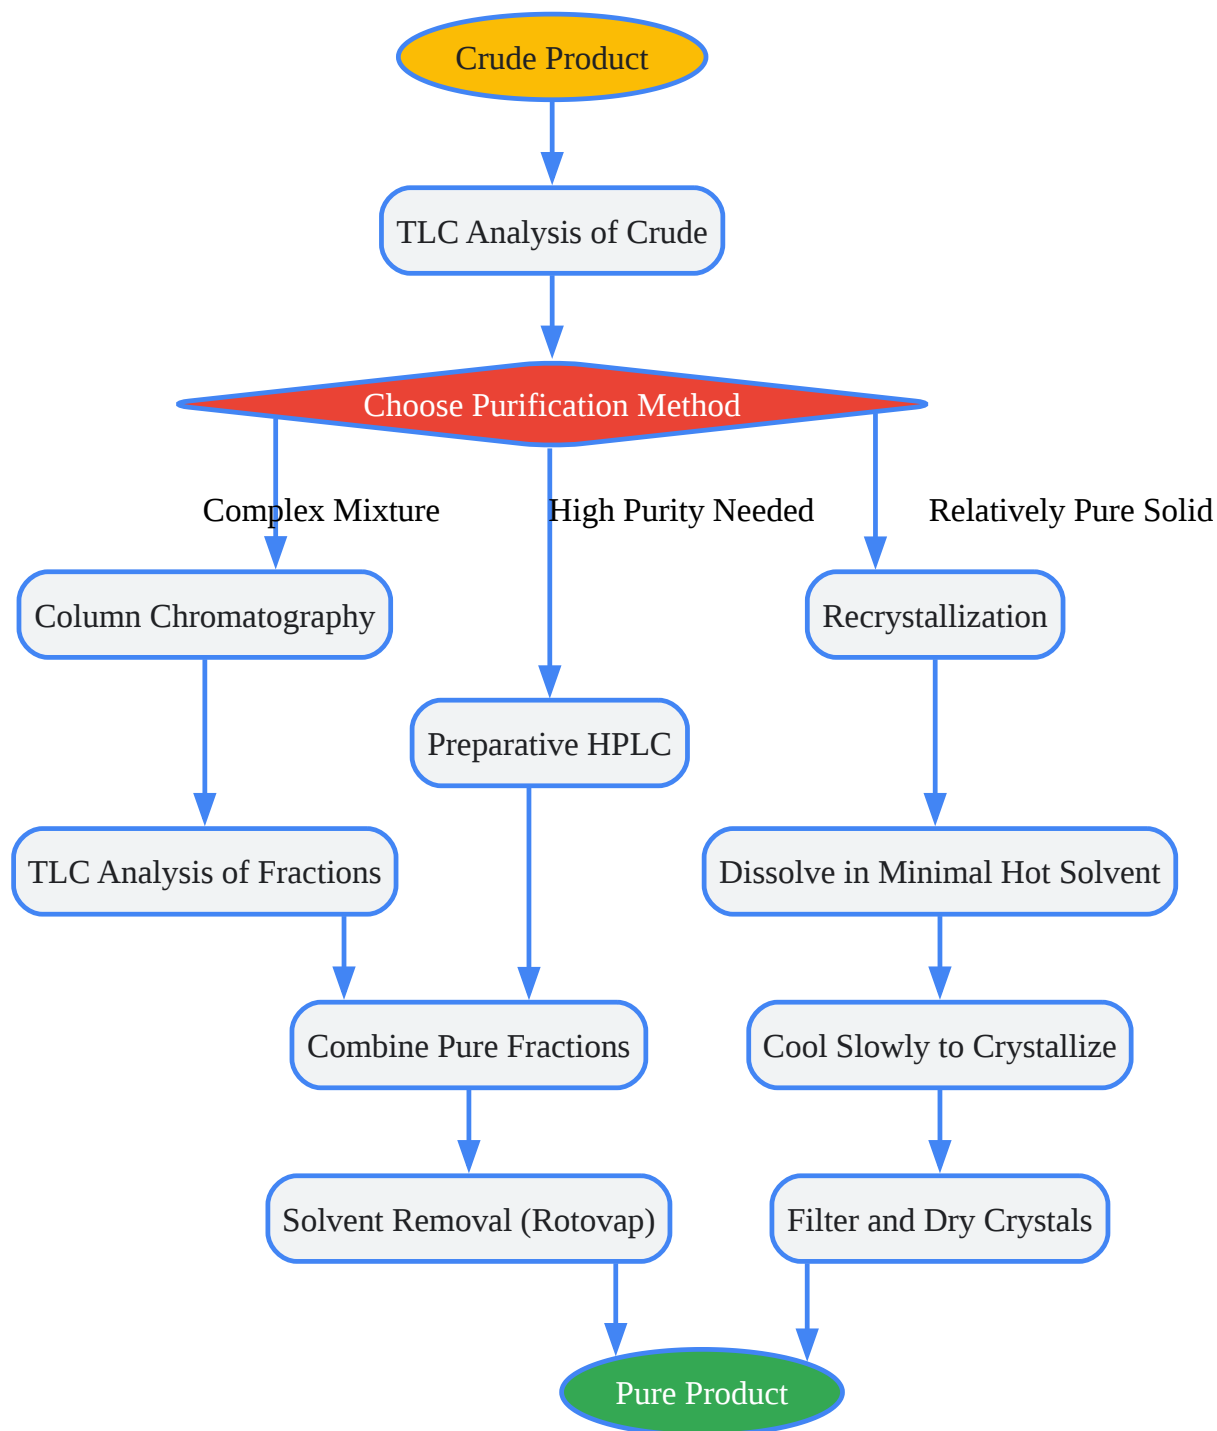 Crude Product
TLC Analysis of Crude
Choose Purification Method
Complex Mixture
High Purity Needed
Relatively Pure Solid
Column Chromatography
Recrystallization
Preparative HPLC
TLC Analysis of Fractions
Dissolve in Minimal Hot Solvent
Combine Pure Fractions
Cool Slowly to Crystallize
Solvent Removal (Rotovap)
Filter and Dry Crystals
Pure Product